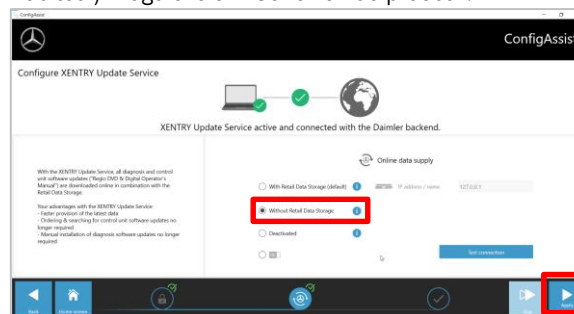 ConfigAssist
ConfigAssist
Configure XENTRY Update Service
XENTRY Update Service active and connected with the Daimler backend.
Online data supply
With the XENTRY Update Service, all diagnosis and control
unit software updates ("Regio DVD & Digital Operator's
Manual") are downloaded online in combination with the
Retail Data Storage.
Your advantages with the XENTRY Update Service:
- Faster provision of the latest data
- Ordering & searching for control unit software updates no
longer required
- Manual installation of diagnosis software updates no longer
required
With Retail Data Storage (default)
IP address / name
127.0.0.1
Without Retail Data Storage
Deactivated
Test connection
Back
Home screen
Skip
Apply